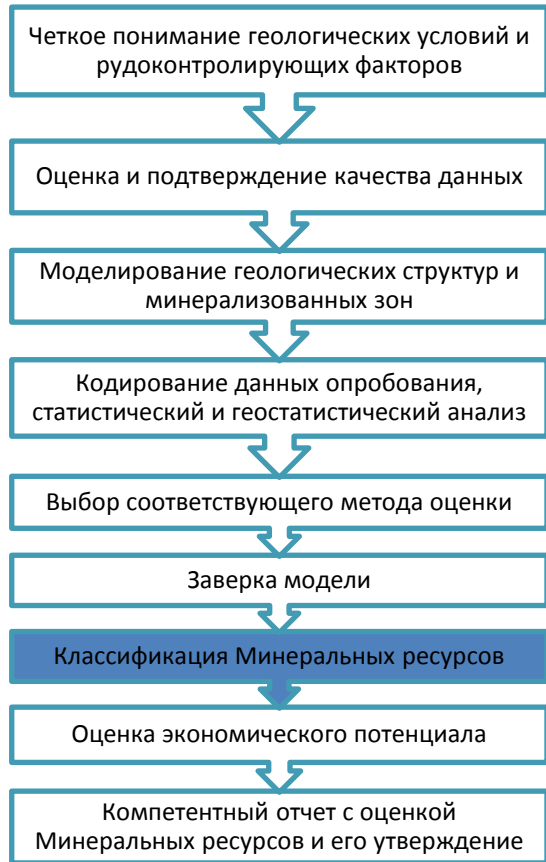 Четкое понимание геологических условий и
рудоконтролирующих факторов
Оценка и подтверждение качества данных
Моделирование геологических структур и
минерализованных зон
Кодирование данных опробования,
статистический и геостатистический анализ
Выбор соответствующего метода оценки
Заверка модели
Классификация Минеральных ресурсов
Оценка экономического потенциала
Компетентный отчет с оценкой
Минеральных ресурсов и его утверждение